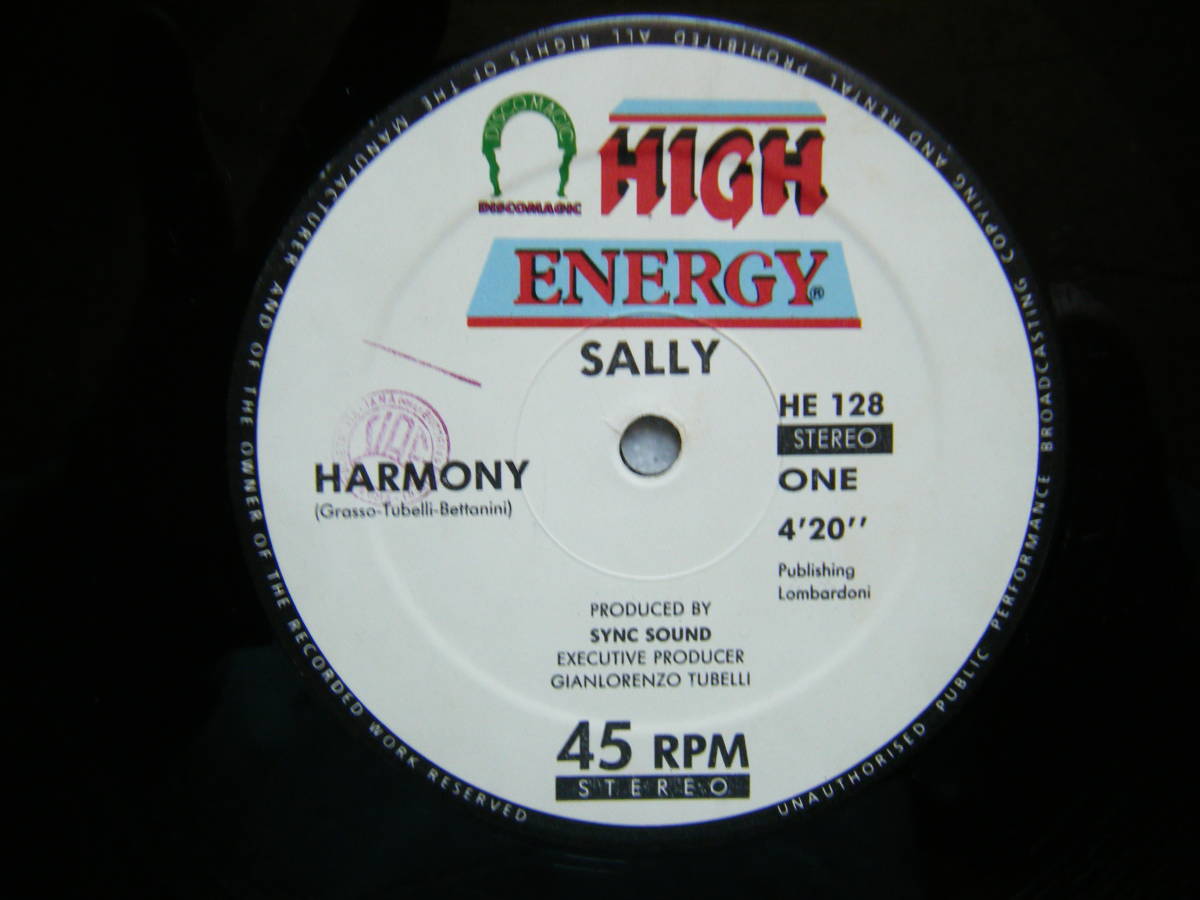 DISCOMAGIC
DISCOMAGIC
HIGH
ENERGY®
SALLY
HE 128
STEREO
HARMONY
(Grasso-Tubelli-Bettanini)
ONE
4'20''
Publishing
Lombardoni
PRODUCED BY
SYNC SOUND
EXECUTIVE PRODUCER
GIANLORENZO TUBELLI
45 RPM
STEREO
ALL RIGHTS OF THE MANUFACTURER AND OF THE OWNER OF THE RECORDED WORK RESERVED
UNAUTHORISED PUBLIC PERFORMANCE BROADCASTING COPYING AND RENTAL PROHIBITED